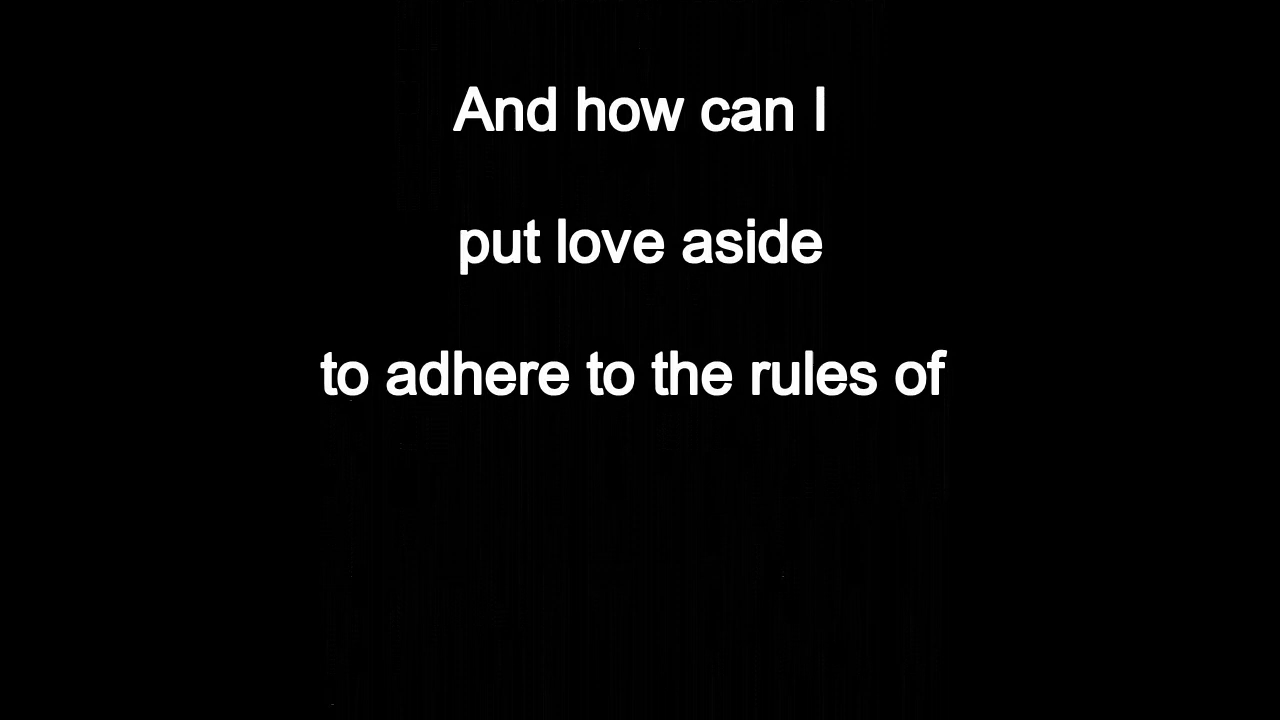 And how can I
put love aside
to adhere to the rules of